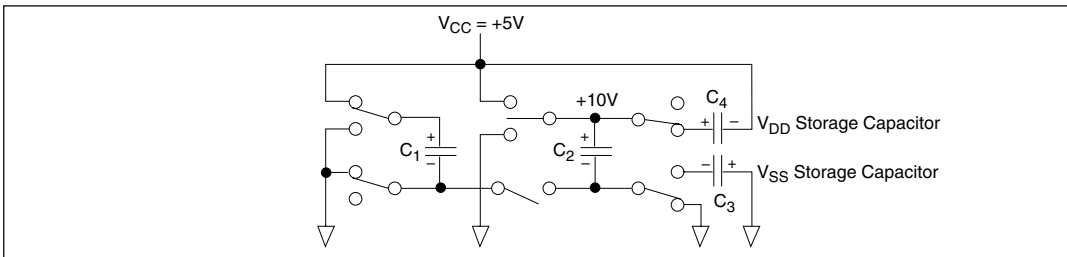 V_CC = +5V
+10V
C_4
+
−
V_DD Storage Capacitor
C_1
+
−
C_2
+
−
−
+
V_SS Storage Capacitor
C_3